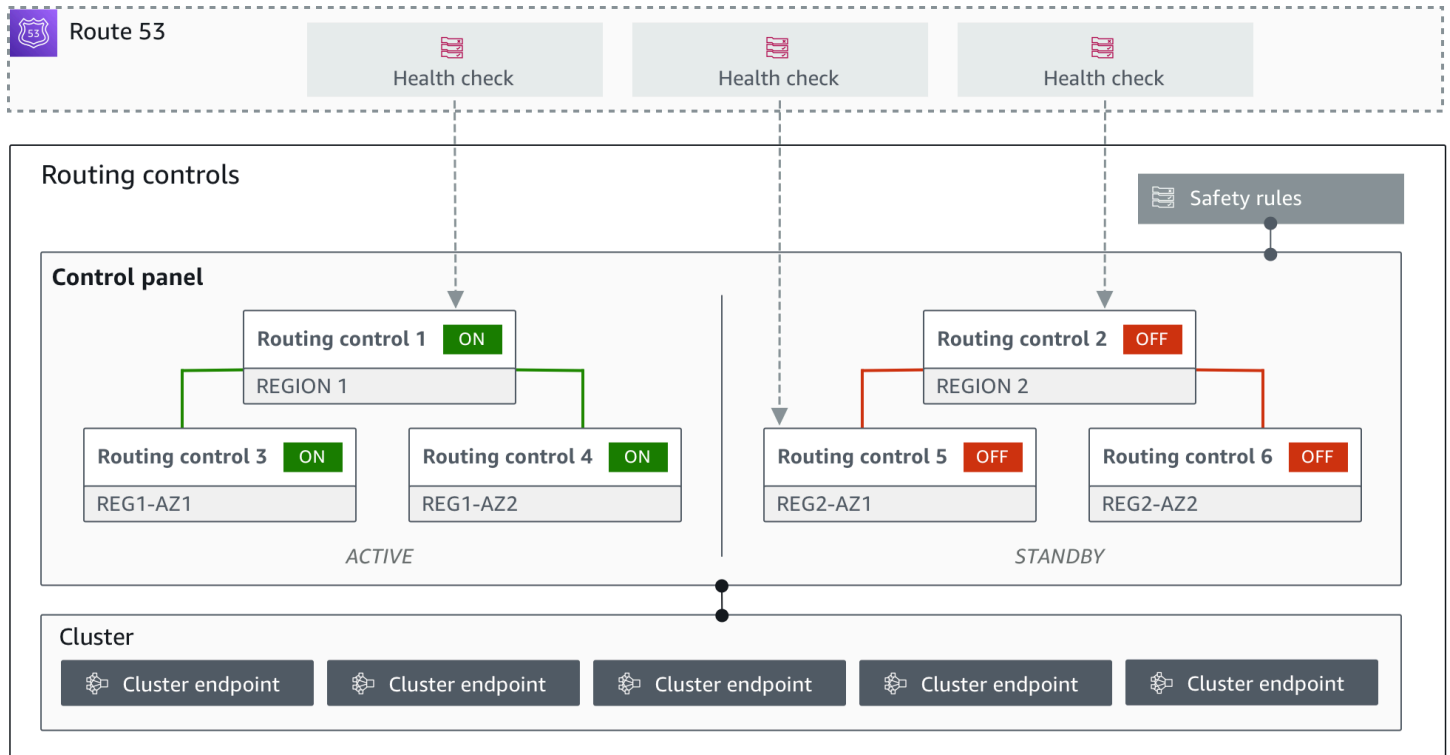 53
Route 53
Health check
Health check
Health check
Routing controls
Safety rules
Control panel
Routing control 1 ON
REGION 1
Routing control 2 OFF
REGION 2
Routing control 3 ON
REG1-AZ1
Routing control 4 ON
REG1-AZ2
Routing control 5 OFF
REG2-AZ1
Routing control 6 OFF
REG2-AZ2
ACTIVE
STANDBY
Cluster
Cluster endpoint
Cluster endpoint
Cluster endpoint
Cluster endpoint
Cluster endpoint